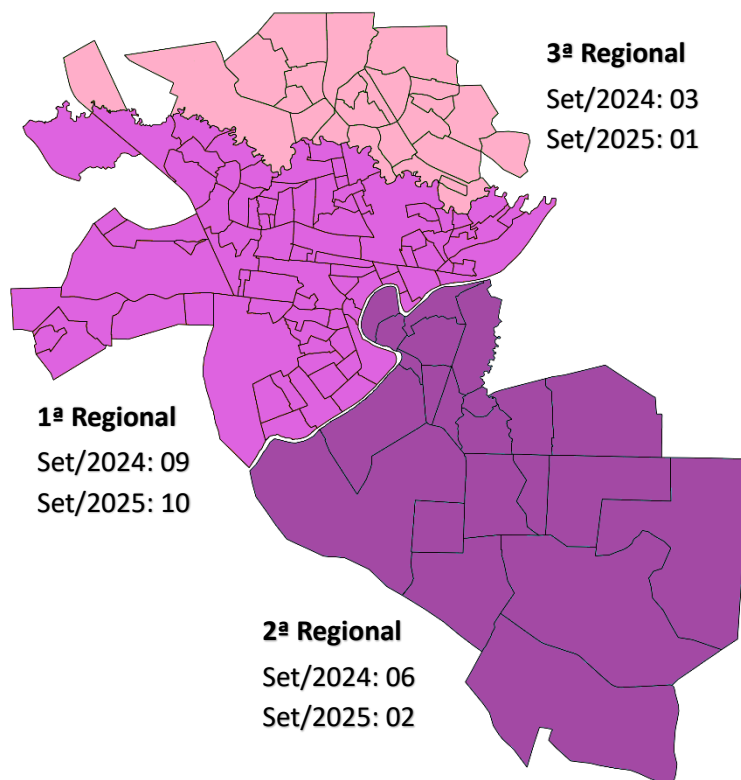 3ª Regional
Set/2024: 03
Set/2025: 01
1ª Regional
Set/2024: 09
Set/2025: 10
2ª Regional
Set/2024: 06
Set/2025: 02